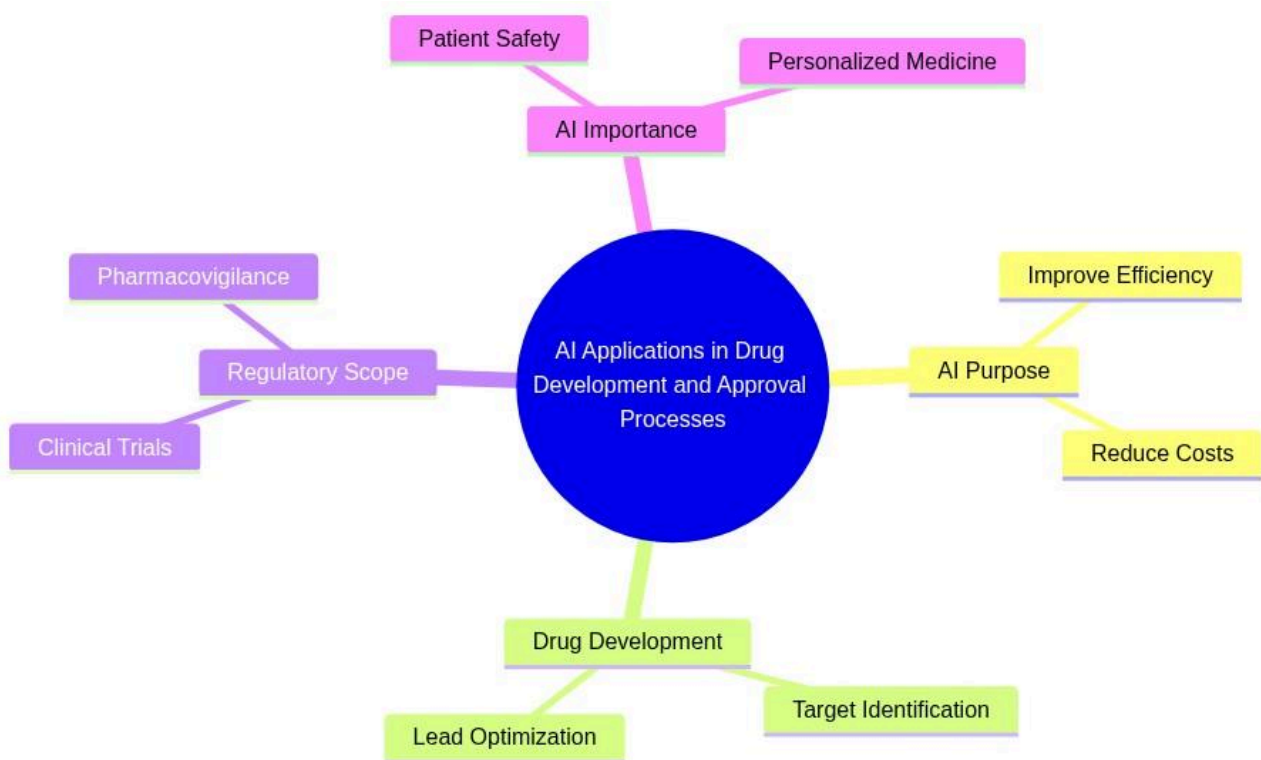 Patient Safety
Personalized Medicine
AI Importance
Pharmacovigilance
Improve Efficiency
Regulatory Scope
AI Applications in Drug
Development and Approval
Processes
AI Purpose
Clinical Trials
Reduce Costs
Drug Development
Lead Optimization
Target Identification